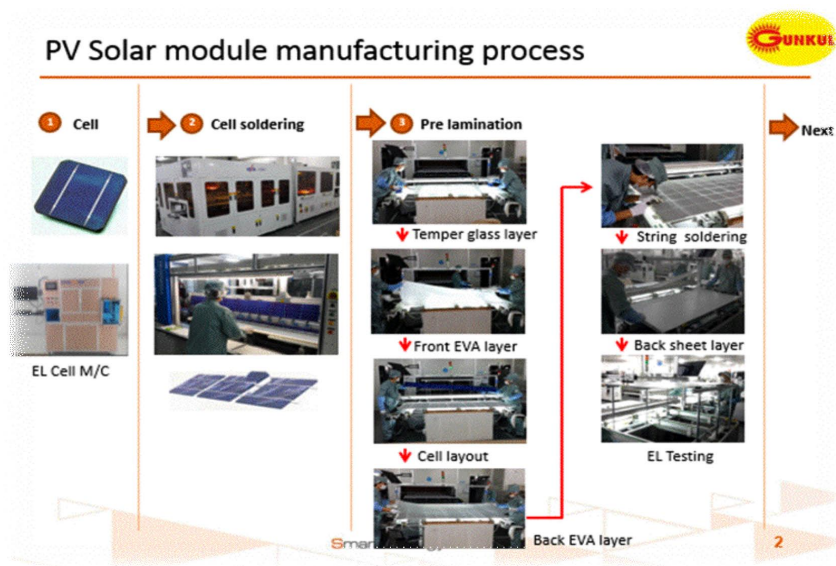 PV Solar module manufacturing process
GUNKUL
1 Cell
2 Cell soldering
3 Pre lamination
Next
EL Cell M/C
Temper glass layer
Front EVA layer
Cell layout
Back EVA layer
String soldering
Back sheet layer
EL Testing
2